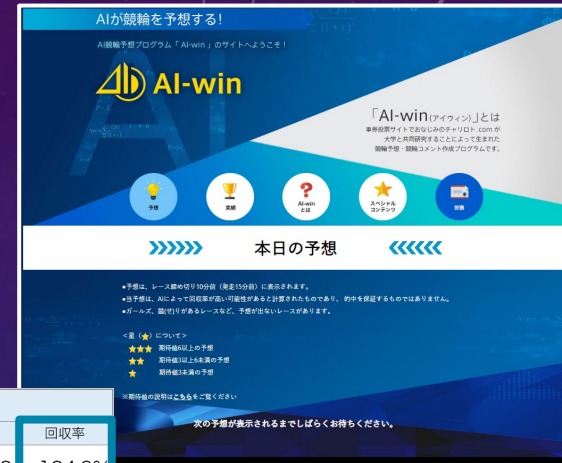 AIが競輪を予想する!
AI競輪予想プログラム「AI-win」のサイトへようこそ!
AI-win
「AI-win(アイウィン)」とは
車券投票サイトでおなじみのチャリロト.comが
大学と共同研究することによって生まれた
競輪予想・競輪コメント作成プログラムです。
予想
実績
AI-win
とは
スペシャル
コンテンツ
投票
本日の予想
●予想は、レース締め切り10分前(発走15分前)に表示されます。
●当予想は、AIによって回収率が高い可能性があると計算されたものであり、的中を保証するものではありません。
●ガールズ、競(せり)りがあるレースなど、予想が出ないレースがあります。
<星(★)について>
★★★ 期待値6以上の予想
★★ 期待値3以上6未満の予想
★ 期待値3未満の予想
※期待値の説明はこちらをご覧ください
次の予想が表示されるまでしばらくお待ちください。
回収率